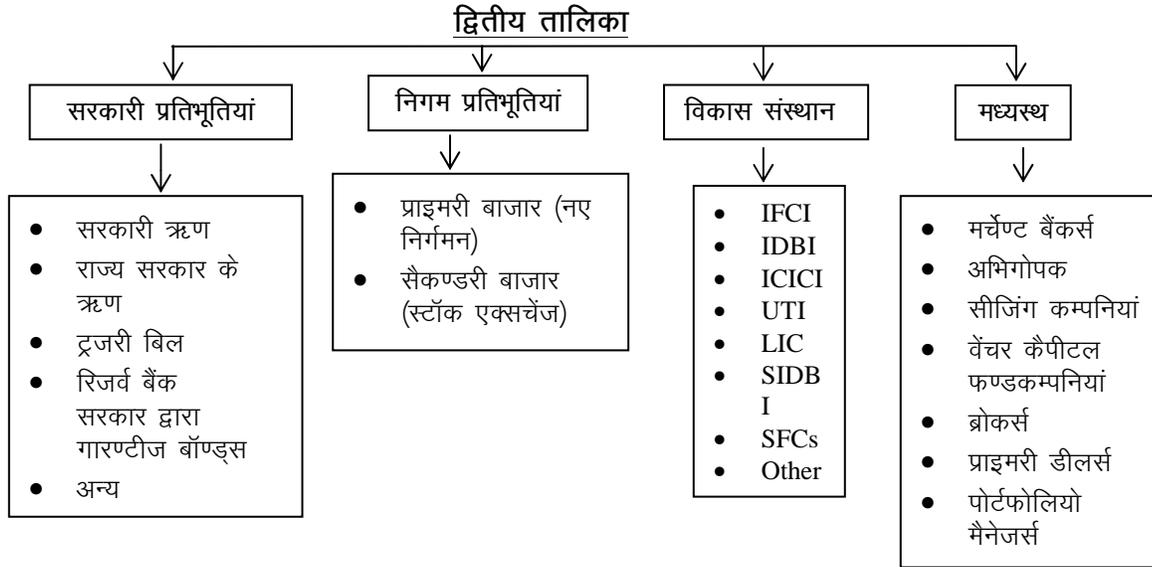 द्वितीय तालिका
सरकारी प्रतिभूतियां
निगम प्रतिभूतियां
विकास संस्थान
मध्यस्थ
• सरकारी ऋण
• राज्य सरकार के
ऋण
• ट्रजरी बिल
• रिजर्व बैंक
सरकार द्वारा
गारण्टीज बॉण्ड्स
• अन्य
• प्राइमरी बाजार (नए
निर्गमन)
• सैकण्डरी बाजार
(स्टॉक एक्सचेंज)
• IFCI
• IDBI
• ICICI
• UTI
• LIC
• SIDB
I
• SFCs
• Other
• मर्चेण्ट बैंकर्स
• अभिगोपक
• सीजिंग कम्पनियां
• वेंचर कैपीटल
फण्डकम्पनियां
• ब्रोकर्स
• प्राइमरी डीलर्स
• पोर्टफोलियो
मैनेजर्स